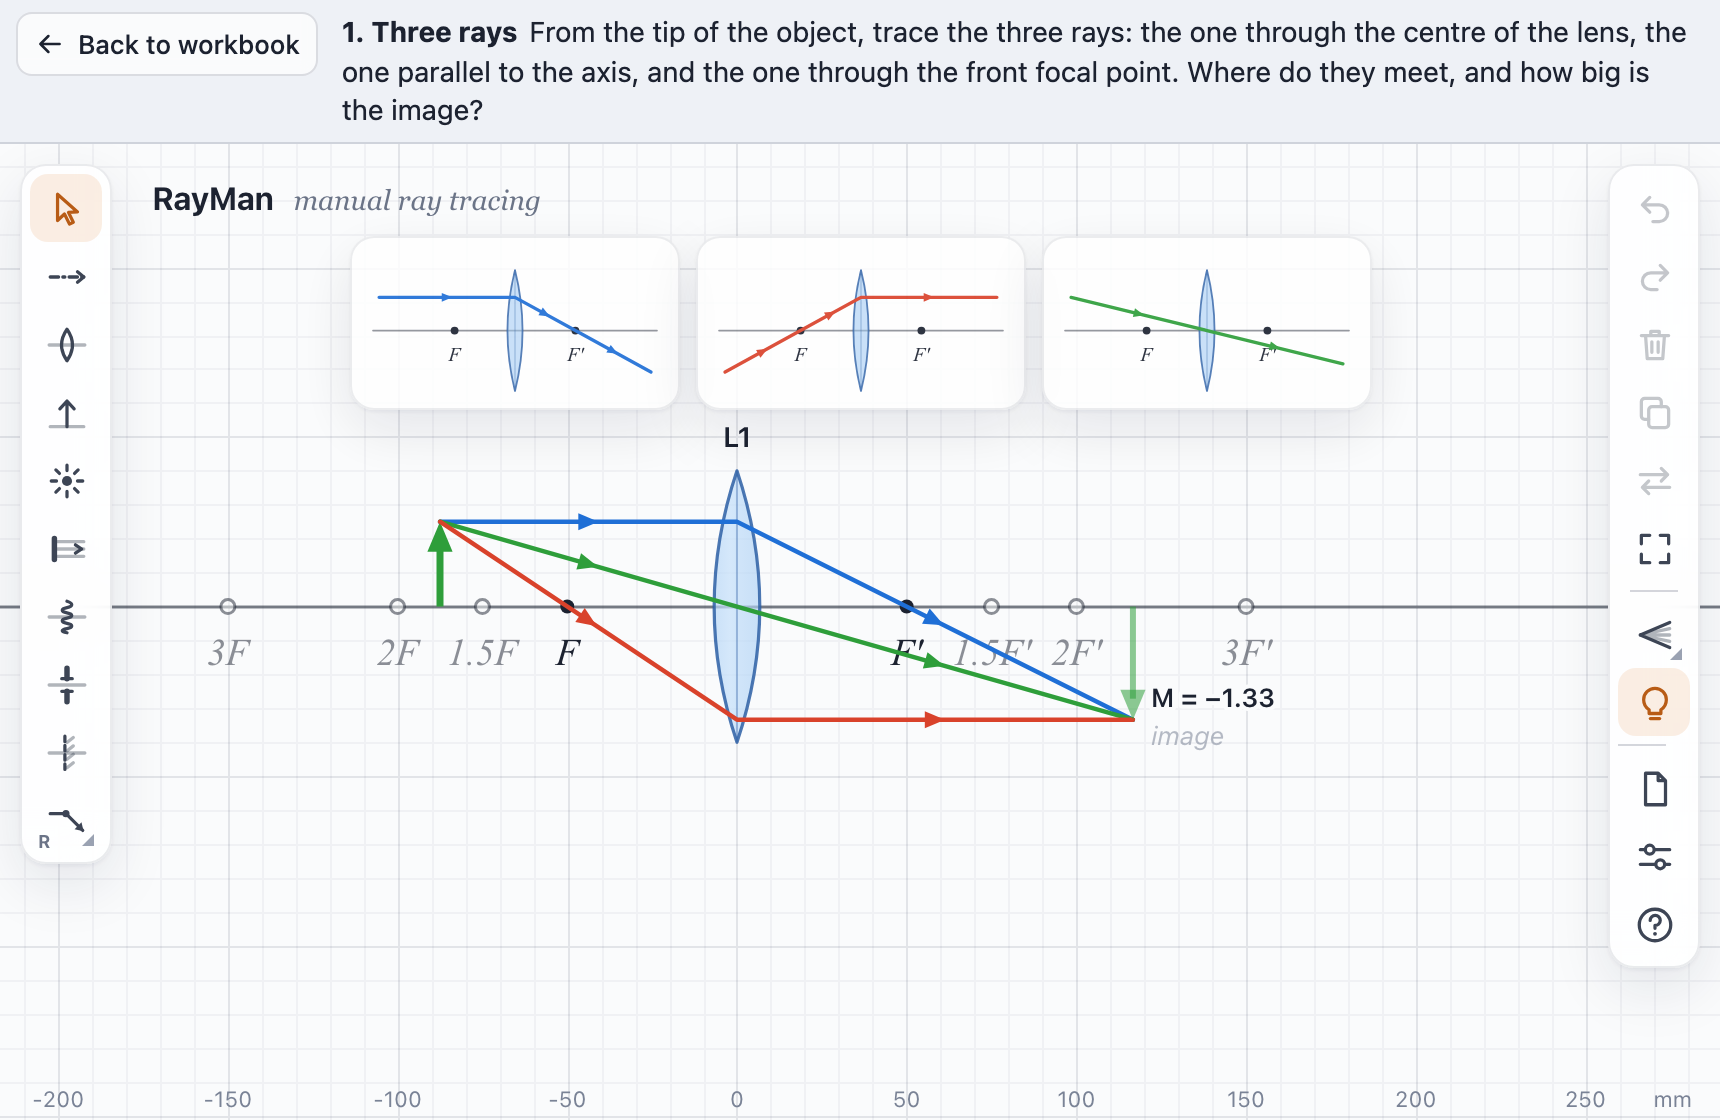 ← Back to workbook
1. Three rays From the tip of the object, trace the three rays: the one through the centre of the lens, the
one parallel to the axis, and the one through the front focal point. Where do they meet, and how big is
the image?
RayMan manual ray tracing
F F′ F F′ F F′
L1
3F 2F 1.5F F F′ 1.5F′ 2F′ 3F′
M = −1.33
image
R
-200 -150 -100 -50 0 50 100 150 200 250 mm